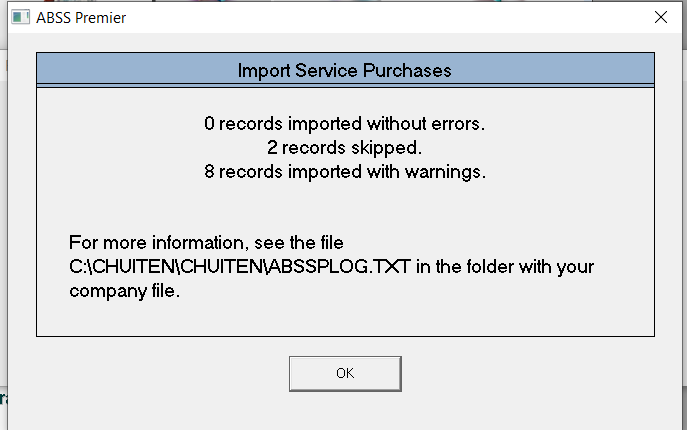 ABSS Premier
Import Service Purchases
0 records imported without errors.
2 records skipped.
8 records imported with warnings.
For more information, see the file
C:\CHUITEN\CHUITEN\ABSSPLOG.TXT in the folder with your
company file.
OK